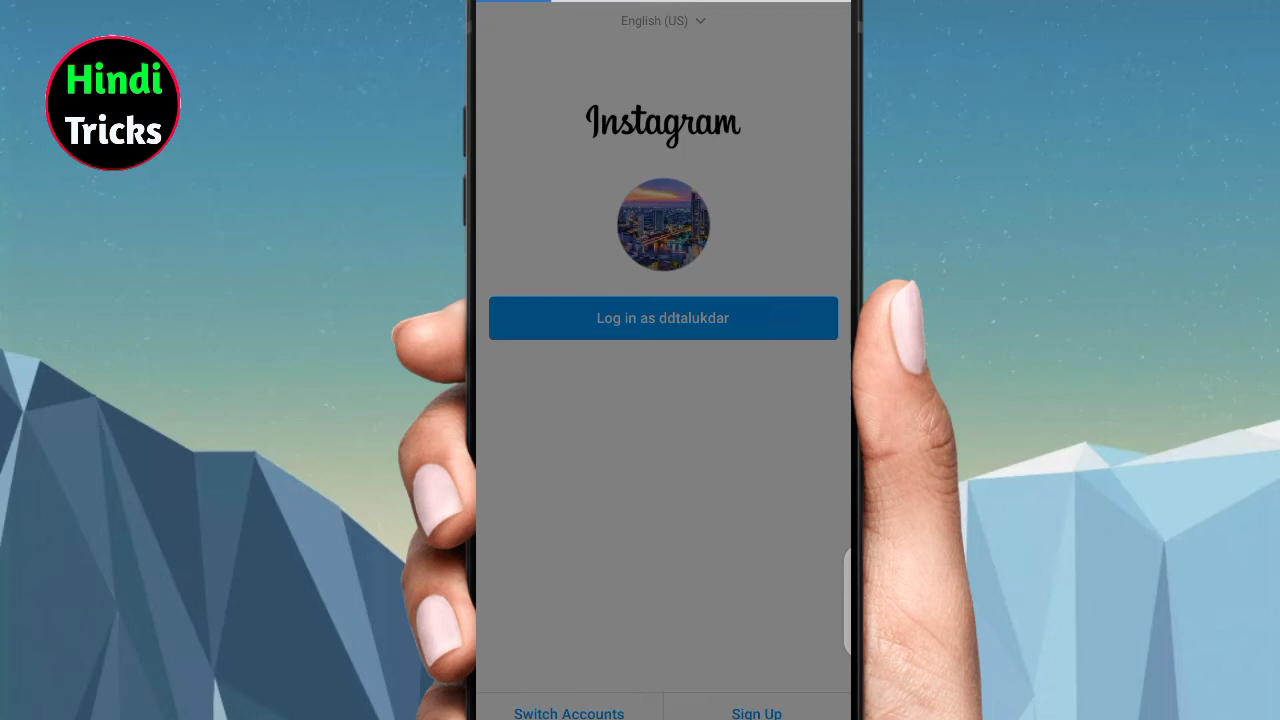 English (US)
Hindi
Tricks
Instagram
Log in as ddtalukdar
Switch Accounts
Sign Up